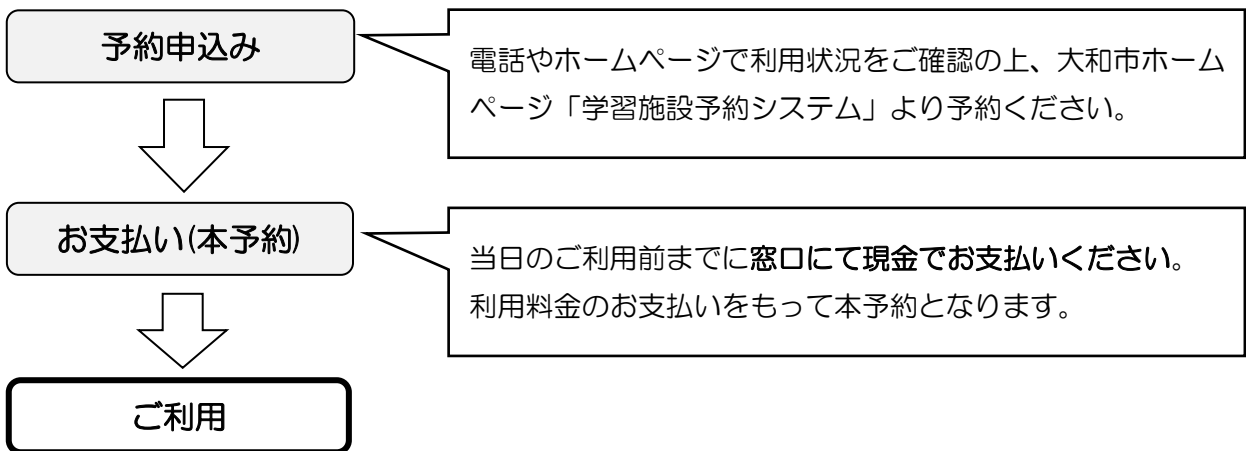 予約申込み
電話やホームページで利用状況をご確認の上、大和市ホーム
ページ「学習施設予約システム」より予約ください。
お支払い(本予約)
当日のご利用前までに窓口にて現金でお支払いください。
利用料金のお支払いをもって本予約となります。
ご利用